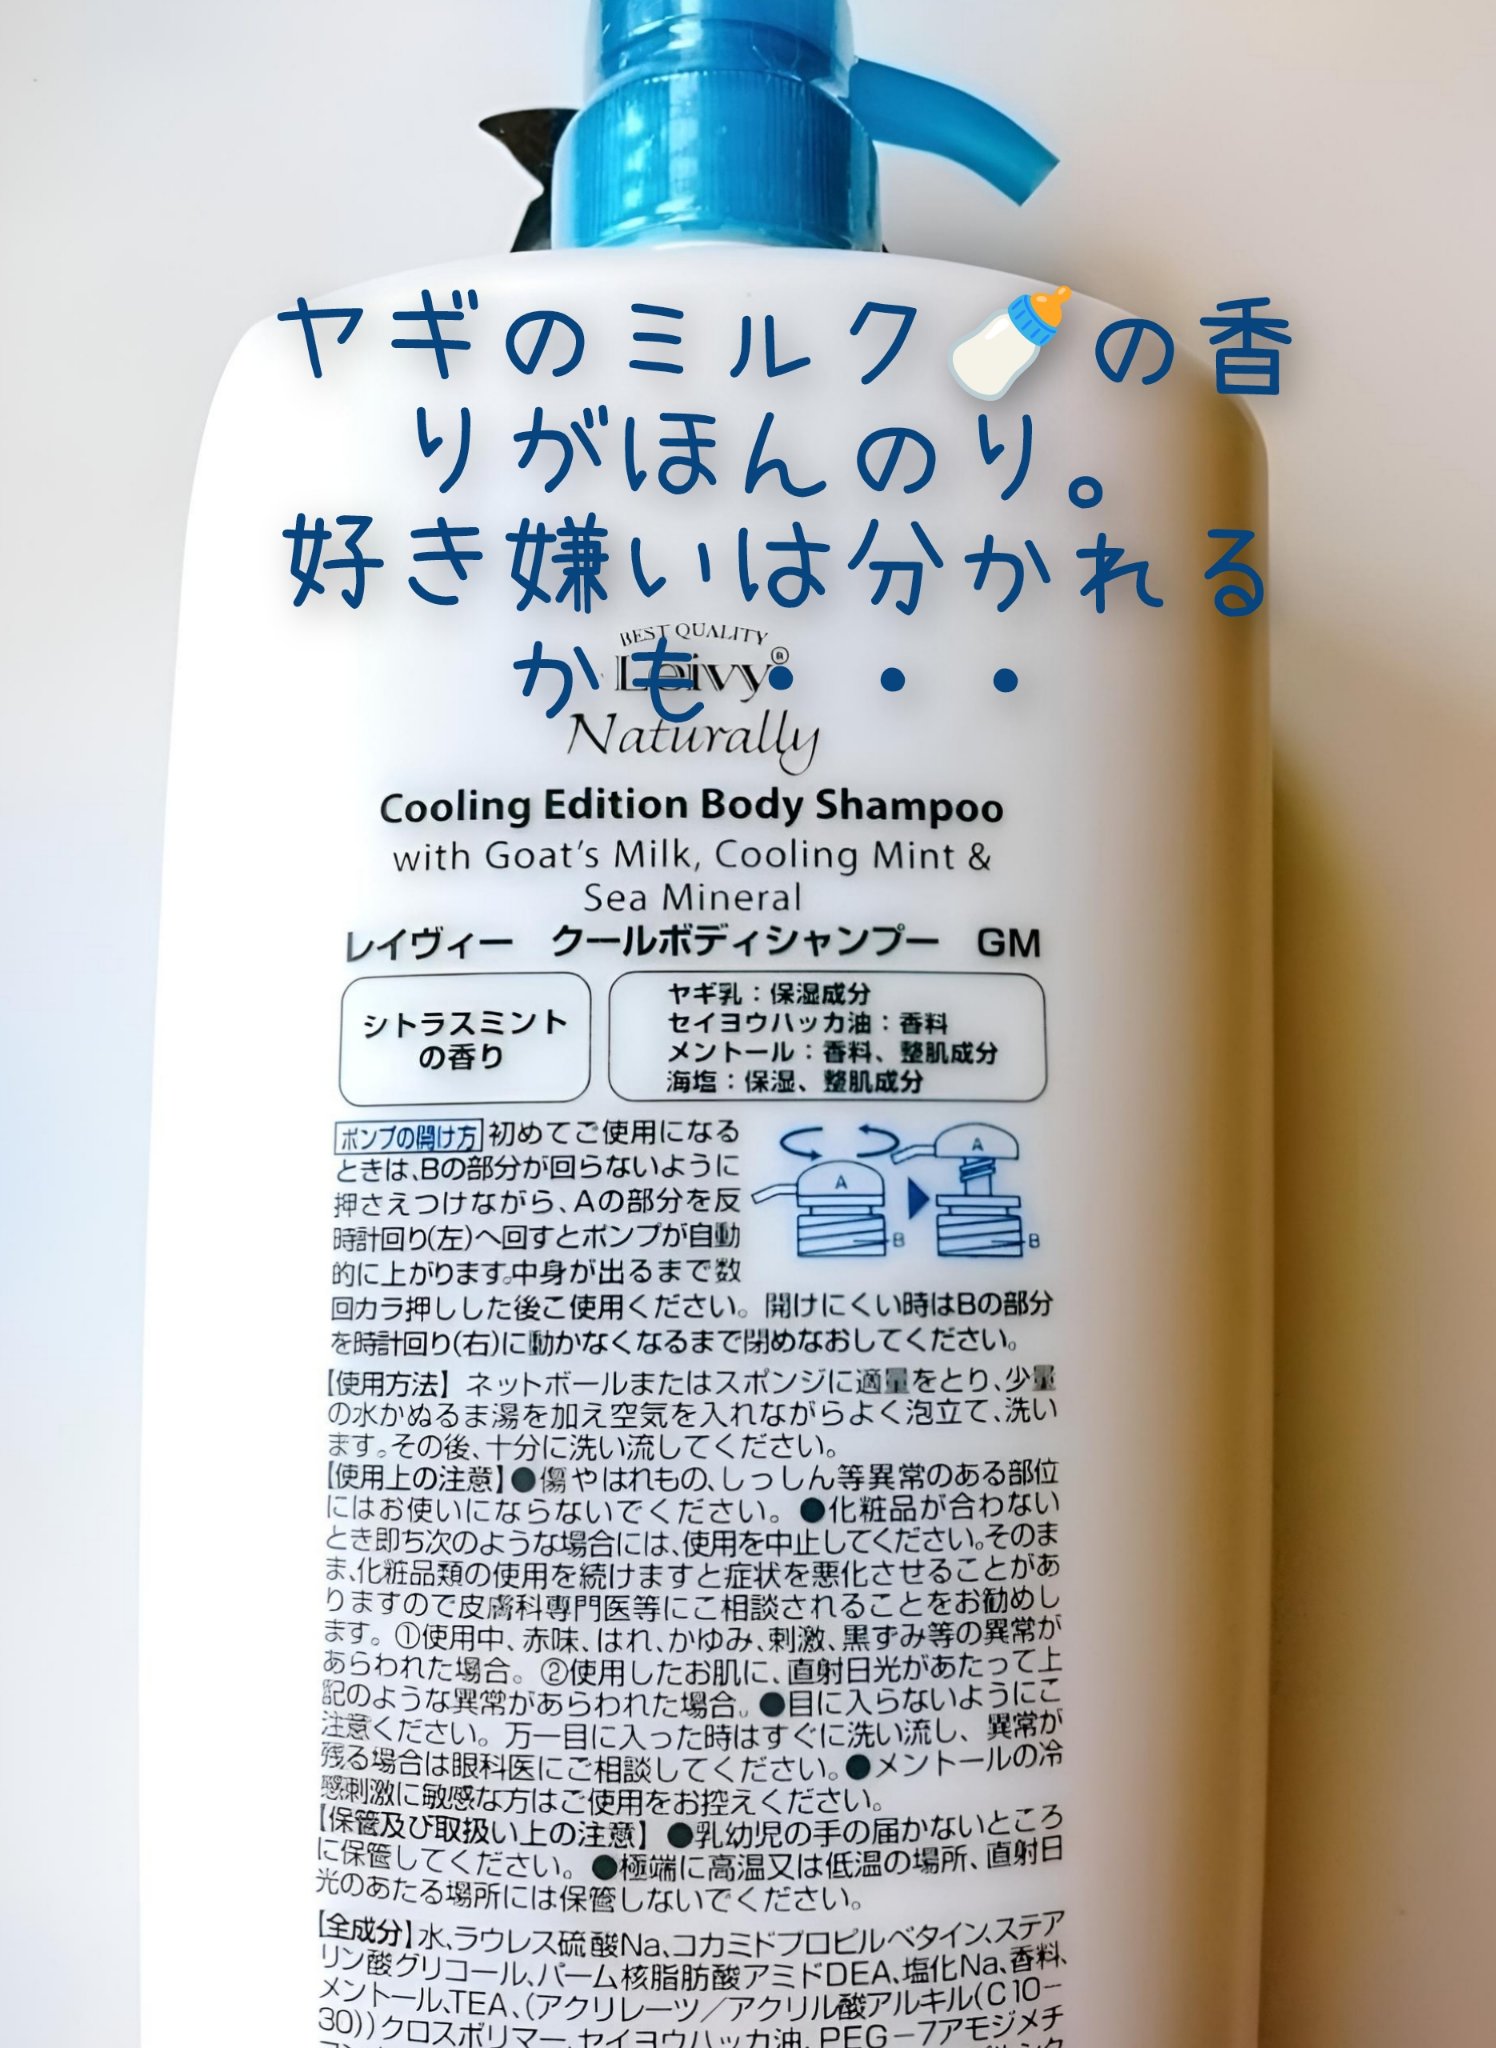 ヤギのミルク🍼の香
りがほんのり。
好き嫌いは分かれる
かも・・・
BEST QUALITY
Leivy®
Naturally
Cooling Edition Body Shampoo
with Goat's Milk, Cooling Mint &
Sea Mineral
レイヴィー クールボディシャンプー GM
シトラスミント
の香り
ヤギ乳：保湿成分
セイヨウハッカ油：香料
メントール：香料、整肌成分
海塩：保湿、整肌成分
ポンプの開け方 初めてご使用になる
ときは、Bの部分が回らないように
押さえつけながら、Aの部分を反
時計回り(左)へ回すとポンプが自動
的に上がります。中身が出るまで数
回カラ押しした後ご使用ください。開けにくい時はBの部分
を時計回り(右)に動かなくなるまで閉めなおしてください。
A
B
A
B
【使用方法】ネットボールまたはスポンジに適量をとり、少量
の水かぬるま湯を加え空気を入れながらよく泡立て、洗い
ます。その後、十分に洗い流してください。
【使用上の注意】●傷やはれもの、しっしん等異常のある部位
にはお使いにならないでください。●化粧品が合わない
とき即ち次のような場合には、使用を中止してください。そのま
ま、化粧品類の使用を続けますと症状を悪化させることがあ
りますので皮膚科専門医等にご相談されることをお勧めし
ます。①使用中、赤味、はれ、かゆみ、刺激、黒ずみ等の異常が
あらわれた場合。②使用したお肌に、直射日光があたって上
記のような異常があらわれた場合。●目に入らないようにご
注意ください。万一目に入った時はすぐに洗い流し、異常が
残る場合は眼科医にご相談してください。●メントールの冷
感刺激に敏感な方はご使用をお控えください。
【保管及び取扱い上の注意】●乳幼児の手の届かないところ
に保管してください。●極端に高温又は低温の場所、直射日
光のあたる場所には保管しないでください。
【全成分】水、ラウレス硫酸Na、コカミドプロピルベタイン、ステア
リン酸グリコール、パーム核脂肪酸アミドDEA、塩化Na、香料、
メントール、TEA、(アクリレーツ／アクリル酸アルキル(C10－
30))クロスポリマー、セイヨウハッカ油、PEG－7アモジメチ